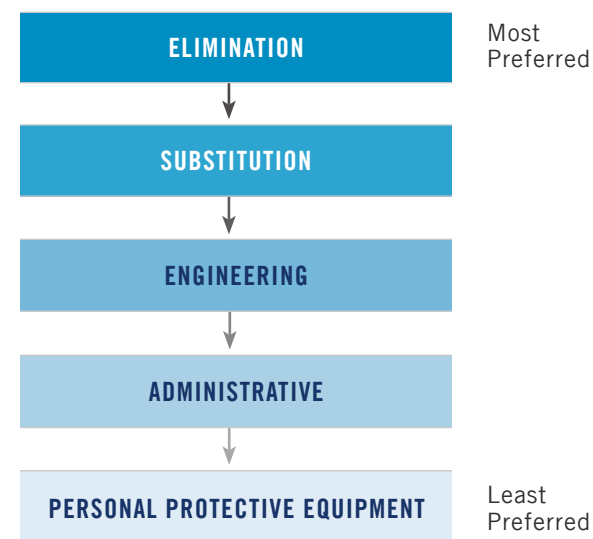 ELIMINATION
Most
Preferred
SUBSTITUTION
ENGINEERING
ADMINISTRATIVE
PERSONAL PROTECTIVE EQUIPMENT
Least
Preferred